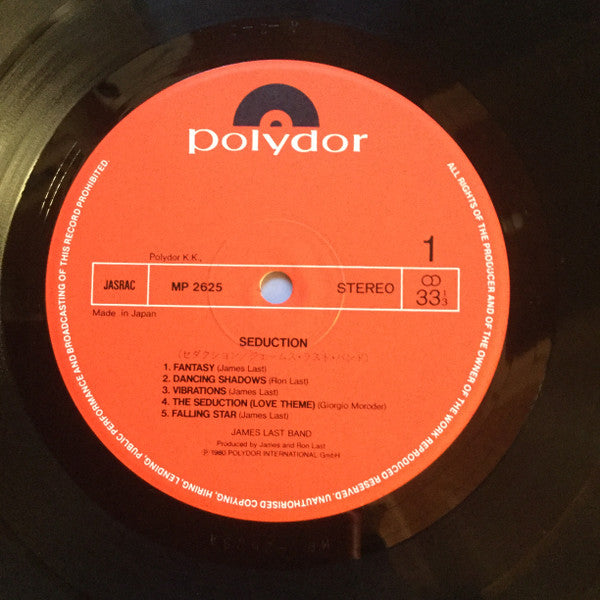 polydor
ALL RIGHTS OF THE PRODUCER AND OF THE OWNER OF THE WORK REPRODUCED RESERVED. UNAUTHORISED COPYING, HIRING, LENDING, PUBLIC PERFORMANCE AND BROADCASTING OF THIS RECORD PROHIBITED.
1
Polydor K.K.,
JASRAC MP 2625 STEREO 33 1/3
Made in Japan
SEDUCTION
(セダクション/ジェームス・ラスト・バンド)
1. FANTASY (James Last)
2. DANCING SHADOWS (Ron Last)
3. VIBRATIONS (James Last)
4. THE SEDUCTION (LOVE THEME) (Giorgio Moroder)
5. FALLING STAR (James Last)
JAMES LAST BAND
Produced by James and Ron Last
℗ 1980 POLYDOR INTERNATIONAL GmbH